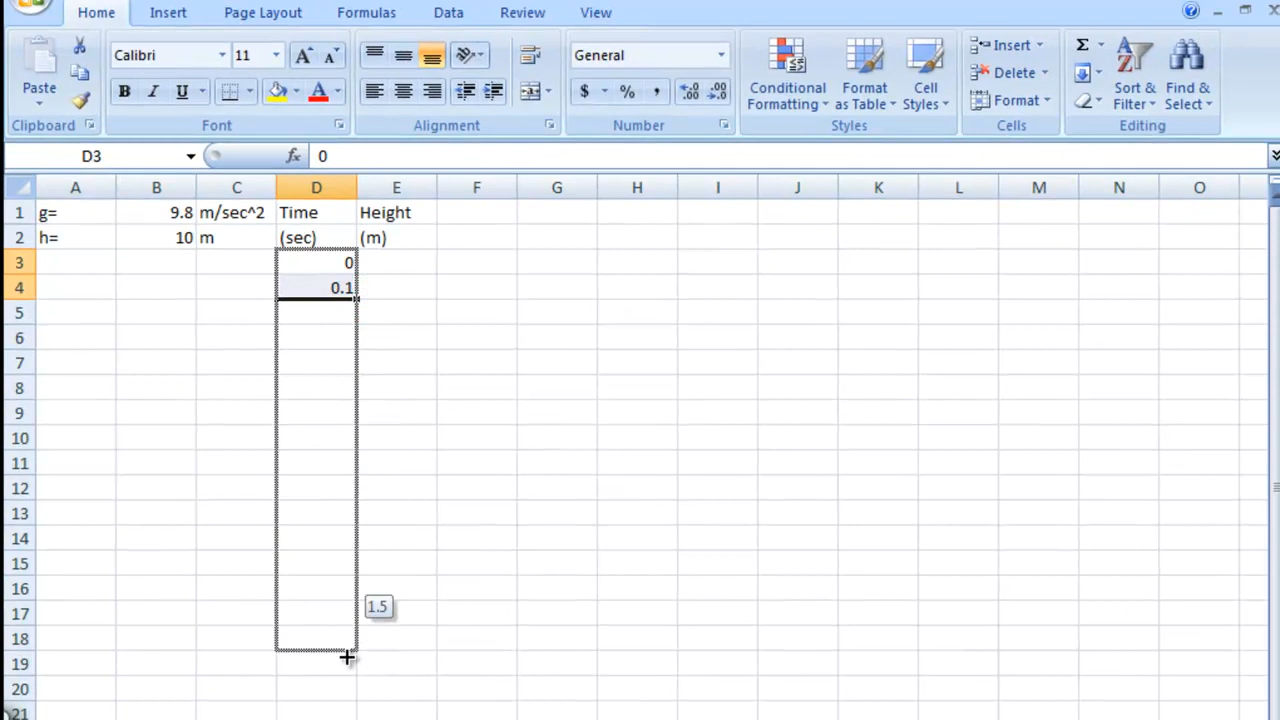 Home Insert Page Layout Formulas Data Review View
Calibri 11 General Insert Σ
Paste B I U $ % , Conditional Formatting Format as Table Cell Styles Delete Sort & Filter Find & Select
Format
Clipboard Font Alignment Number Styles Cells Editing
D3 fx 0
A B C D E F G H I J K L M N O
1 g= 9.8 m/sec^2 Time Height
2 h= 10 m (sec) (m)
3 0
4 0.1
5
6
7
8
9
10
11
12
13
14
15
16
17 1.5
18
19
20
21